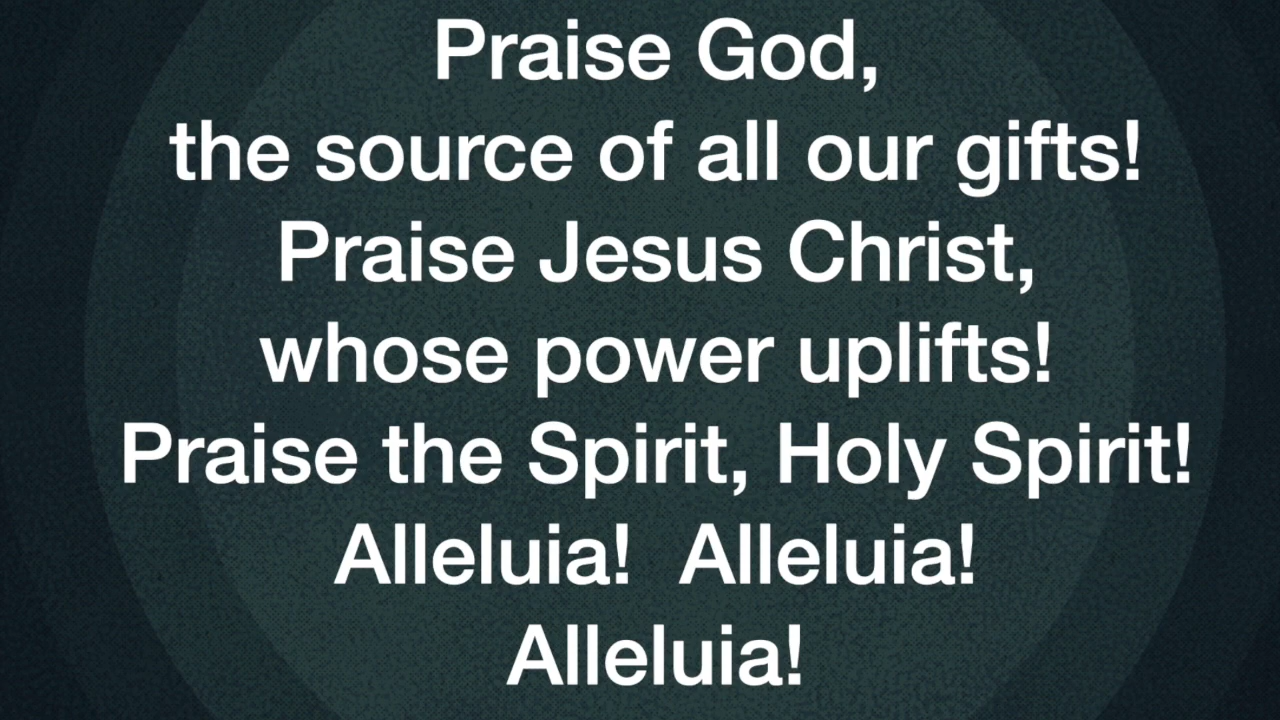 Praise God,
the source of all our gifts!
Praise Jesus Christ,
whose power uplifts!
Praise the Spirit, Holy Spirit!
Alleluia!  Alleluia!
Alleluia!